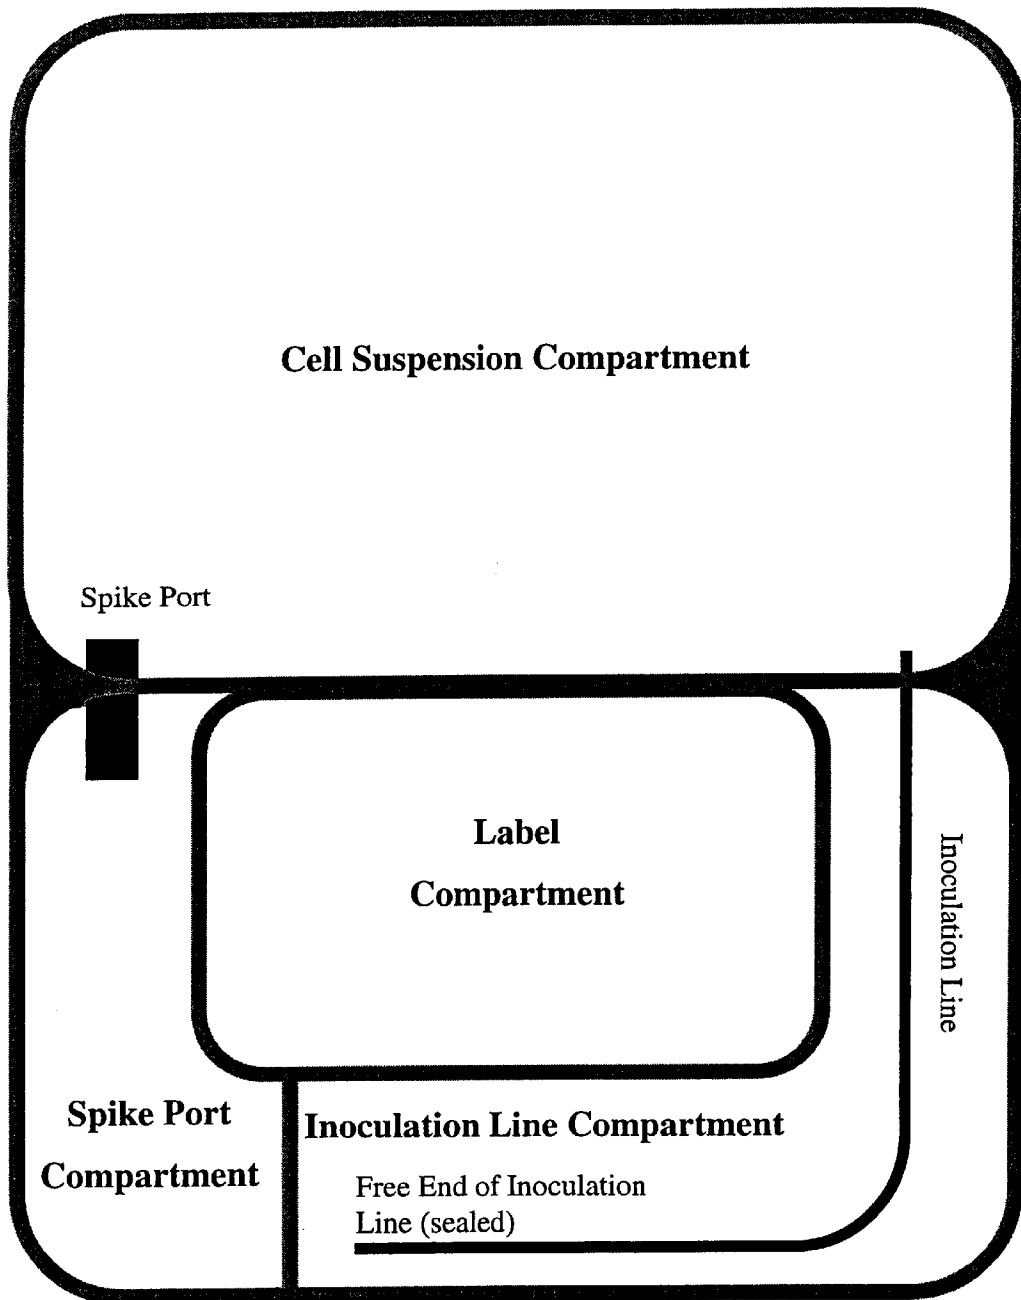 Cell Suspension Compartment
Spike Port
Label
Compartment
Inoculation Line
Spike Port
Compartment
Inoculation Line Compartment
Free End of Inoculation
Line (sealed)